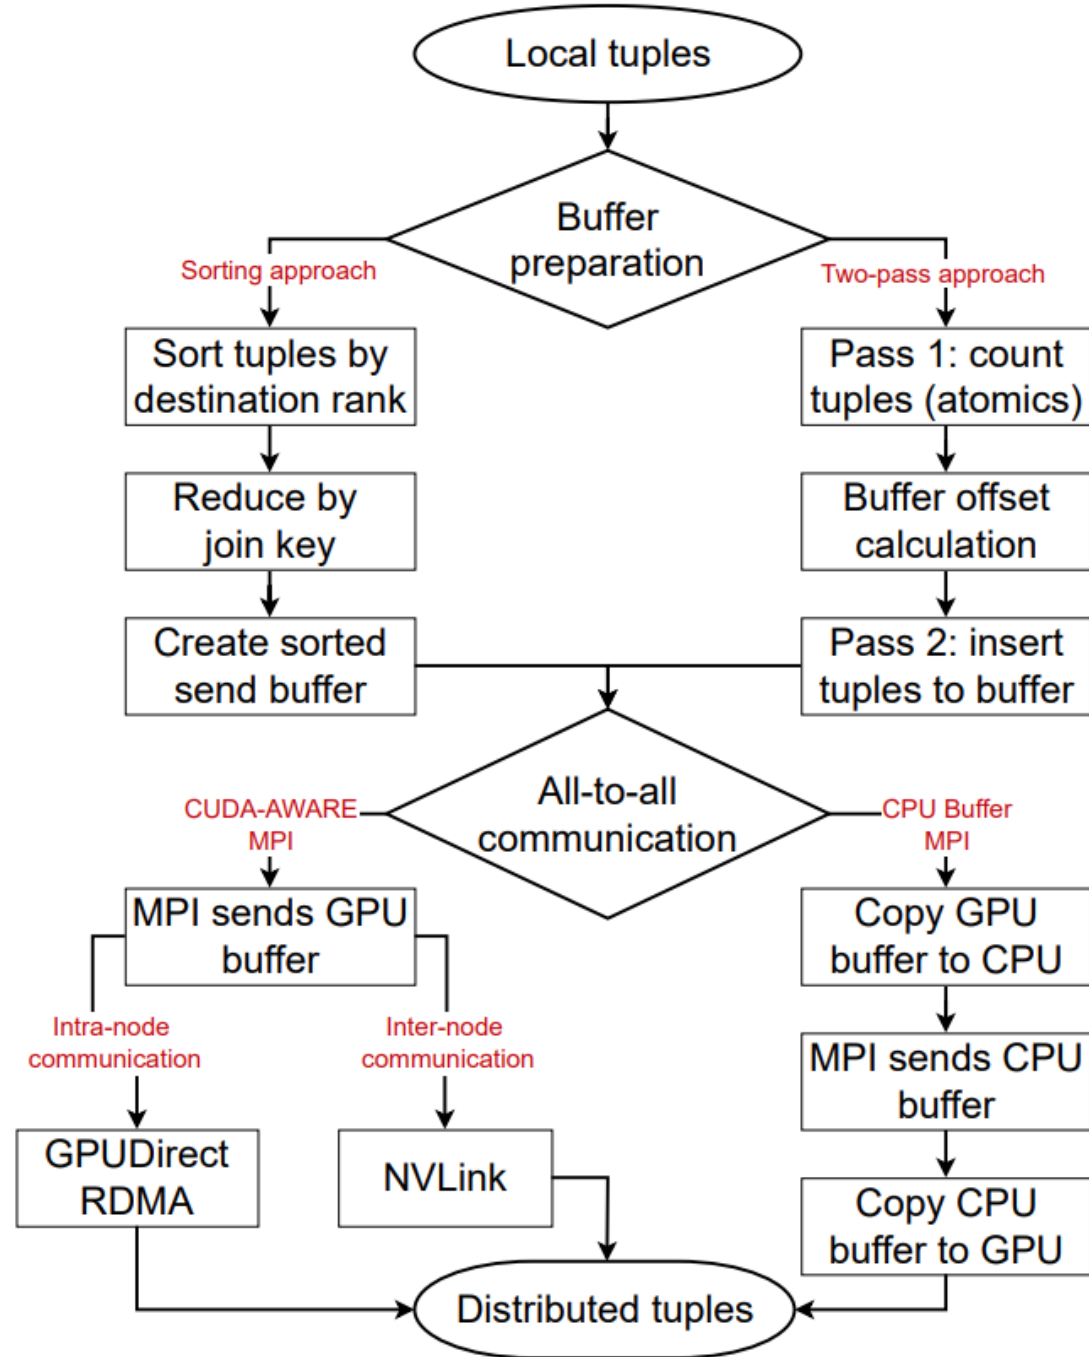 Local tuples
Buffer
preparation
Sorting approach
Two-pass approach
Sort tuples by
destination rank
Pass 1: count
tuples (atomics)
Reduce by
join key
Buffer offset
calculation
Create sorted
send buffer
Pass 2: insert
tuples to buffer
All-to-all
communication
CUDA-AWARE
MPI
CPU Buffer
MPI
MPI sends GPU
buffer
Copy GPU
buffer to CPU
Intra-node
communication
Inter-node
communication
MPI sends CPU
buffer
GPUDirect
RDMA
NVLink
Copy CPU
buffer to GPU
Distributed tuples